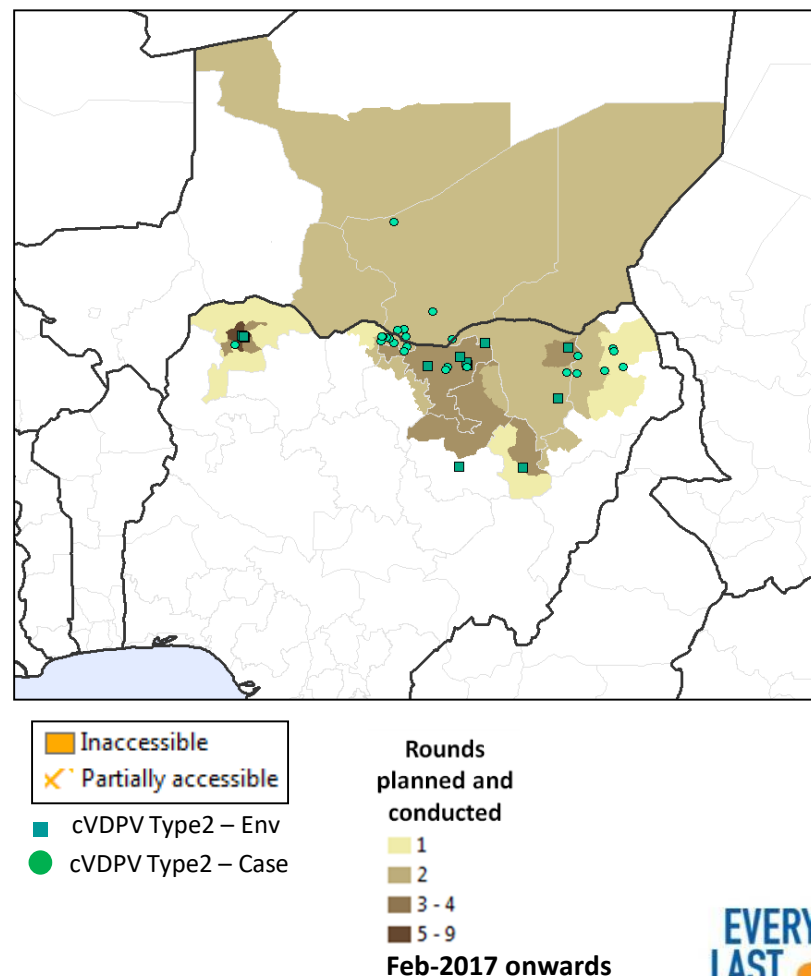 Inaccessible
Partially accessible
cVDPV Type2 – Env
cVDPV Type2 – Case
Rounds
planned and
conducted
1
2
3 - 4
5 - 9
Feb-2017 onwards
EVERY
LAST